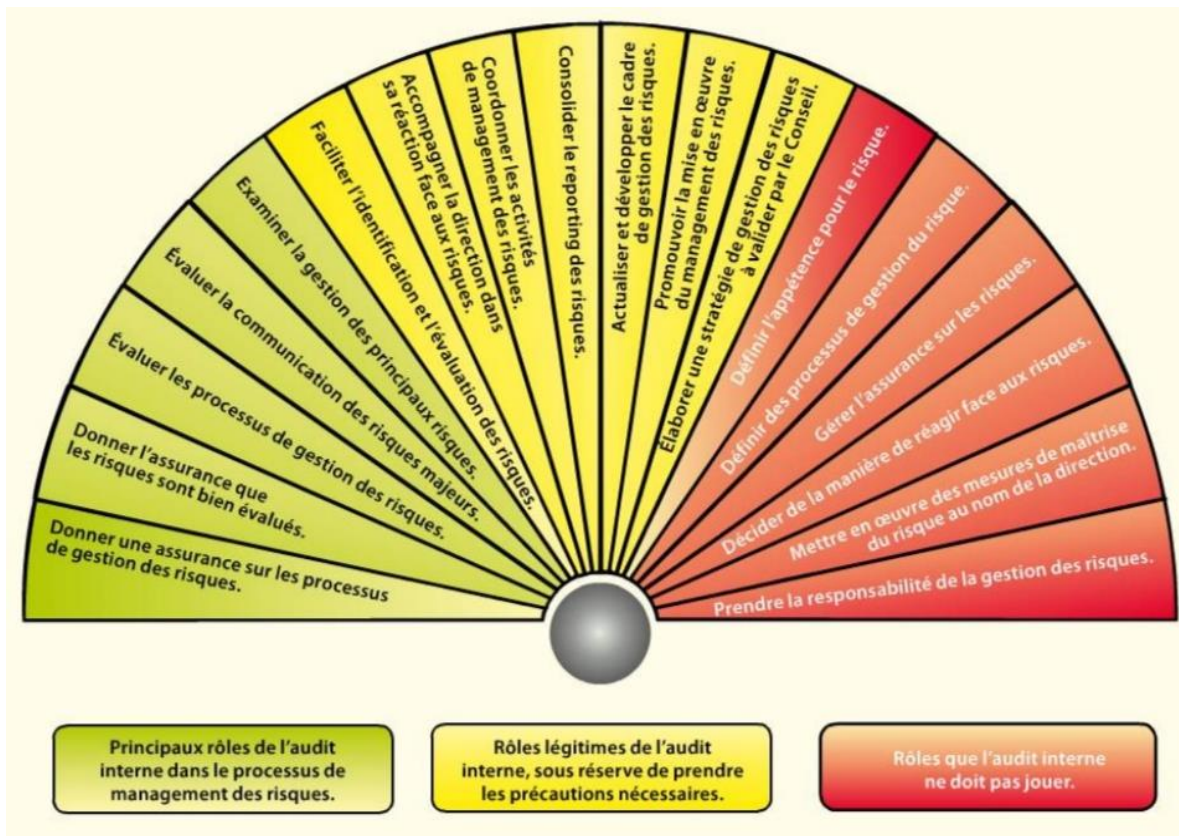 Donner une assurance sur les processus
de gestion des risques.
Donner l'assurance que
les risques sont bien évalués.
Évaluer les processus de gestion des risques.
Évaluer la communication des risques majeurs.
Examiner la gestion des principaux risques.
Faciliter l'identification et l'évaluation des risques.
Accompagner la direction dans
sa réaction face aux risques.
Coordonner les activités
de management des risques.
Consolider le reporting des risques.
Actualiser et développer le cadre
de gestion des risques.
Promouvoir la mise en œuvre
du management des risques.
Élaborer une stratégie de gestion des risques
à valider par le Conseil.
Définir l'appétence pour le risque.
Définir des processus de gestion du risque.
Gérer l'assurance sur les risques.
Décider de la manière de réagir face aux risques.
Mettre en œuvre des mesures de maîtrise
du risque au nom de la direction.
Prendre la responsabilité de la gestion des risques.
Principaux rôles de l'audit
interne dans le processus de
management des risques.
Rôles légitimes de l'audit
interne, sous réserve de prendre
les précautions nécessaires.
Rôles que l'audit interne
ne doit pas jouer.